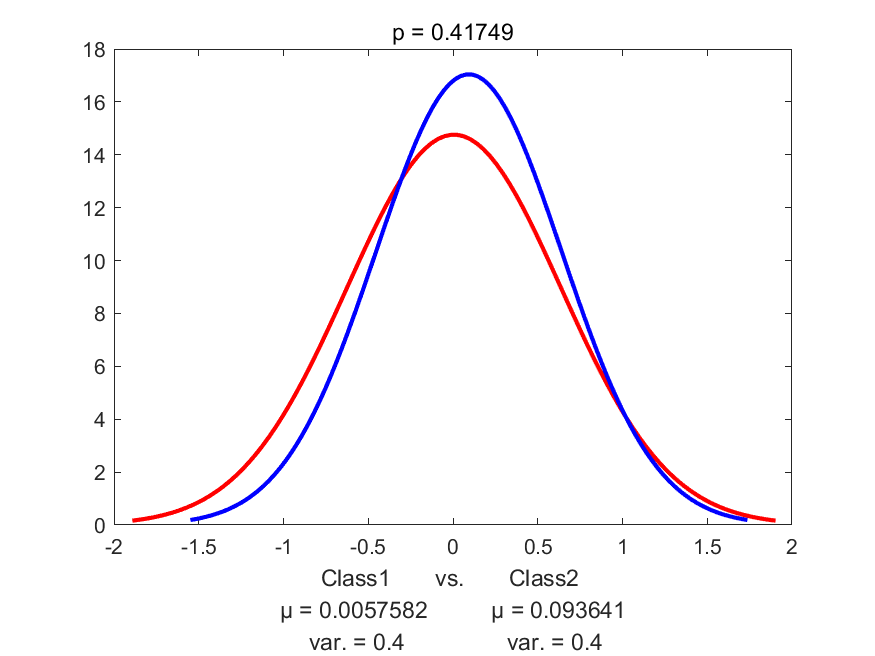 p = 0.41749
18
16
14
12
10
8
6
4
2
0
-2 -1.5 -1 -0.5 0 0.5 1 1.5 2
Class1 vs. Class2
μ = 0.0057582 μ = 0.093641
var. = 0.4 var. = 0.4